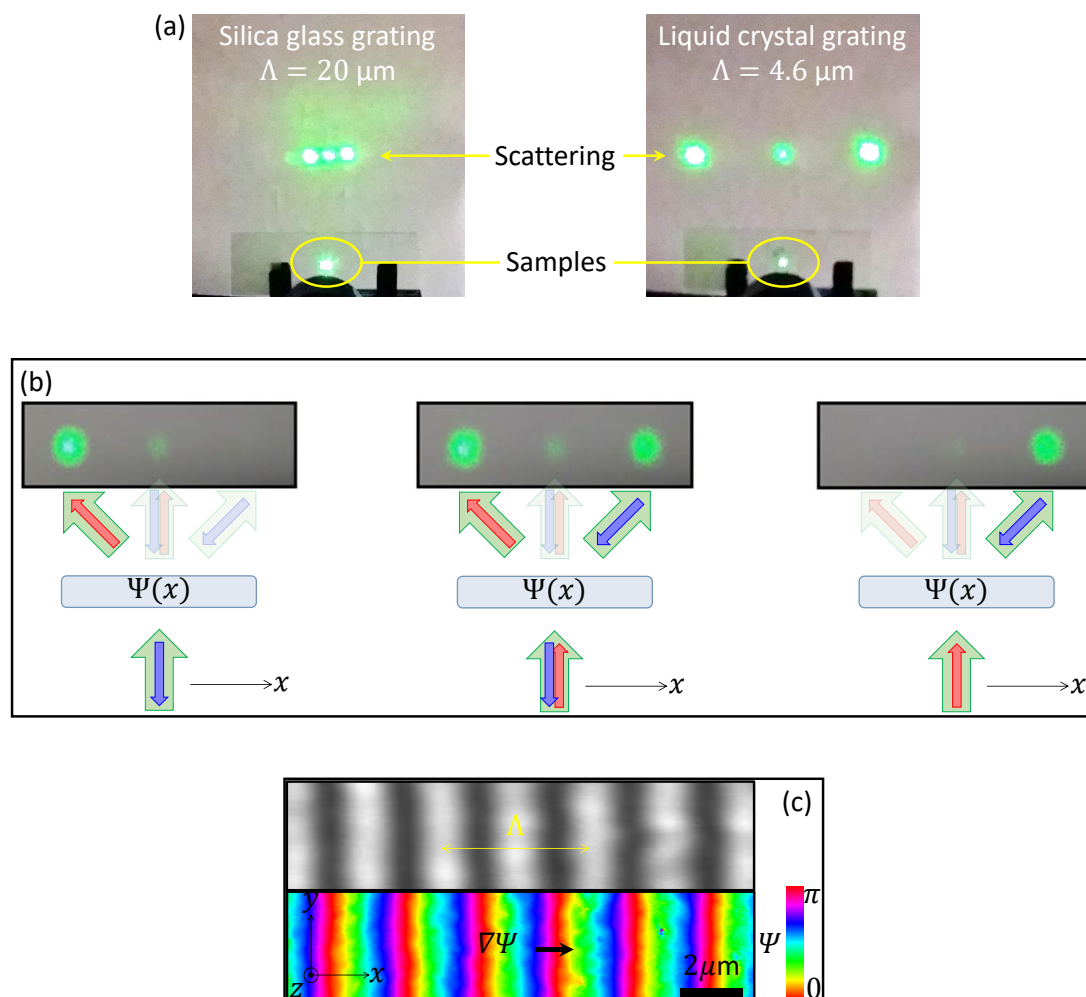 (a)
Silica glass grating
Λ = 20 μm
Liquid crystal grating
Λ = 4.6 μm
Scattering
Samples
(b)
Ψ(x)
Ψ(x)
Ψ(x)
x
x
x
(c)
Λ
y
∇Ψ
x
z
2μm
Ψ
π
0